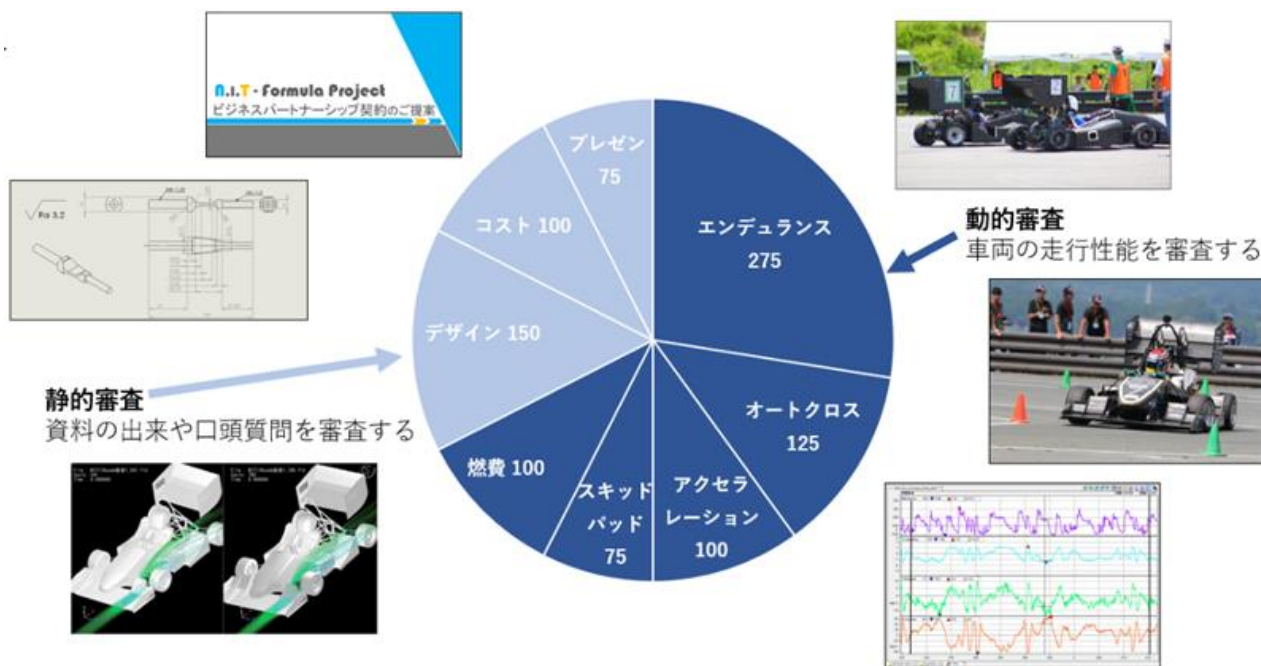 N.I.T - Formula Project
ビジネスパートナーシップ契約のご提案
Ra 3.2
プレゼン
75
コスト 100
デザイン 150
燃費 100
スキッド
パッド
75
アクセラ
レーション
100
オートクロス
125
エンデュランス
275
動的審査
車両の走行性能を審査する
静的審査
資料の出来や口頭質問を審査する
7